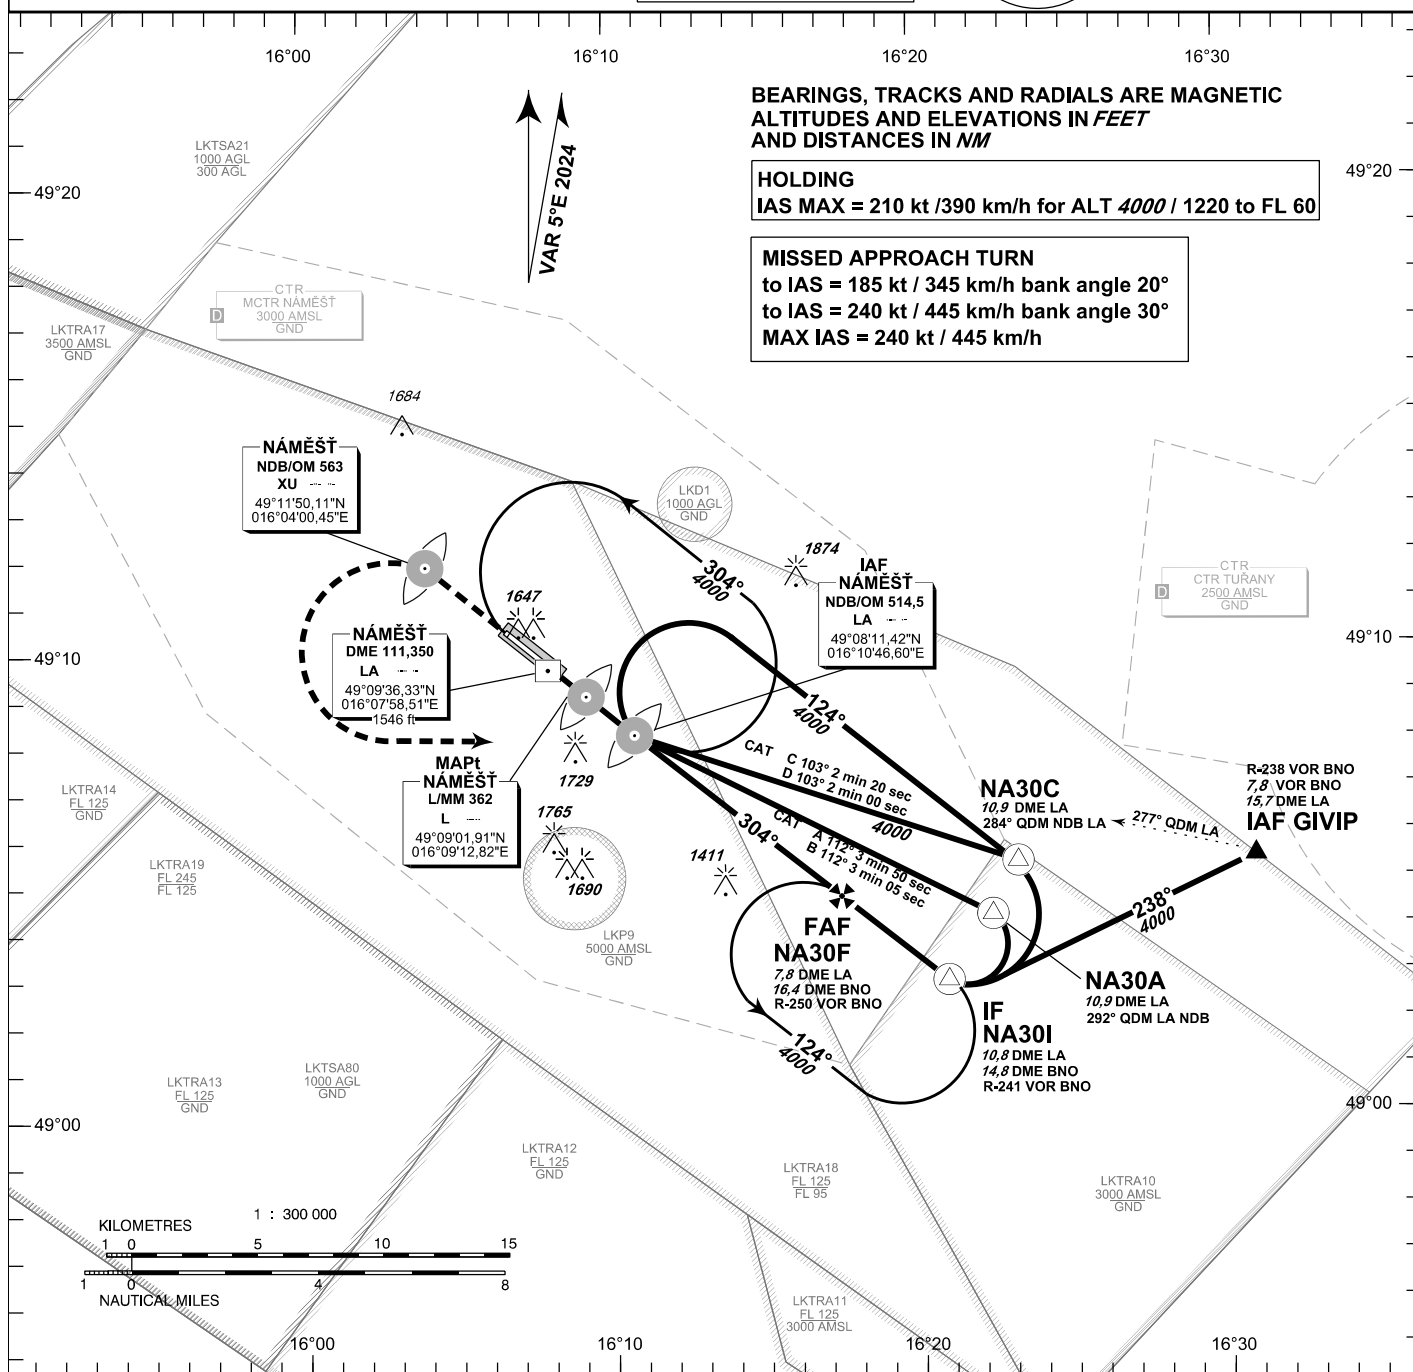 16°00
16°10
16°20
16°30
BEARINGS, TRACKS AND RADIALS ARE MAGNETIC
ALTITUDES AND ELEVATIONS IN FEET
AND DISTANCES IN NM
LKTSA21
1000 AGL
300 AGL
VAR 5°E 2024
49°20
49°20
HOLDING
IAS MAX = 210 kt /390 km/h for ALT 4000 / 1220 to FL 60
MISSED APPROACH TURN
to IAS = 185 kt / 345 km/h bank angle 20°
to IAS = 240 kt / 445 km/h bank angle 30°
MAX IAS = 240 kt / 445 km/h
CTR
MCTR NÁMĚŠŤ
3000 AMSL
GND
D
LKTRA17
3500 AMSL
GND
1684
NÁMĚŠŤ
NDB/OM 563
XU
49°11'50,11"N
016°04'00,45"E
LKD1
1000 AGL
GND
1874
304°
4000
IAF
NÁMĚŠŤ
NDB/OM 514,5
LA
49°08'11,42"N
016°10'46,60"E
CTR
CTR TUŘANY
2500 AMSL
GND
D
1647
NÁMĚŠŤ
DME 111,350
LA
49°09'36,33"N
016°07'58,51"E
1546 ft
49°10
49°10
124°
4000
MAPt
NÁMĚŠŤ
L/MM 362
L
49°09'01,91"N
016°09'12,82"E
1729
CAT
C 103° 2 min 20 sec
D 103° 2 min 00 sec
4000
CAT
A 112° 3 min 50 sec
B 112° 3 min 05 sec
304°
NA30C
10,9 DME LA
284° QDM NDB LA
277° QDM LA
R-238 VOR BNO
7,8 VOR BNO
15,7 DME LA
IAF GIVIP
LKTRA14
FL 125
GND
1765
1690
1411
LKTRA19
FL 245
FL 125
238°
4000
LKP9
5000 AMSL
GND
FAF
NA30F
7,8 DME LA
16,4 DME BNO
R-250 VOR BNO
NA30A
10,9 DME LA
292° QDM LA NDB
IF
NA30I
10,8 DME LA
14,8 DME BNO
R-241 VOR BNO
124°
4000
LKTRA13
FL 125
GND
LKTSA80
1000 AGL
GND
49°00
49°00
LKTRA12
FL 125
GND
LKTRA18
FL 125
FL 95
LKTRA10
3000 AMSL
GND
KILOMETRES
1 : 300 000
1 0 5 10 15
1 0 4 8
NAUTICAL MILES
LKTRA11
FL 125
3000 AMSL
16°00
16°10
16°20
16°30